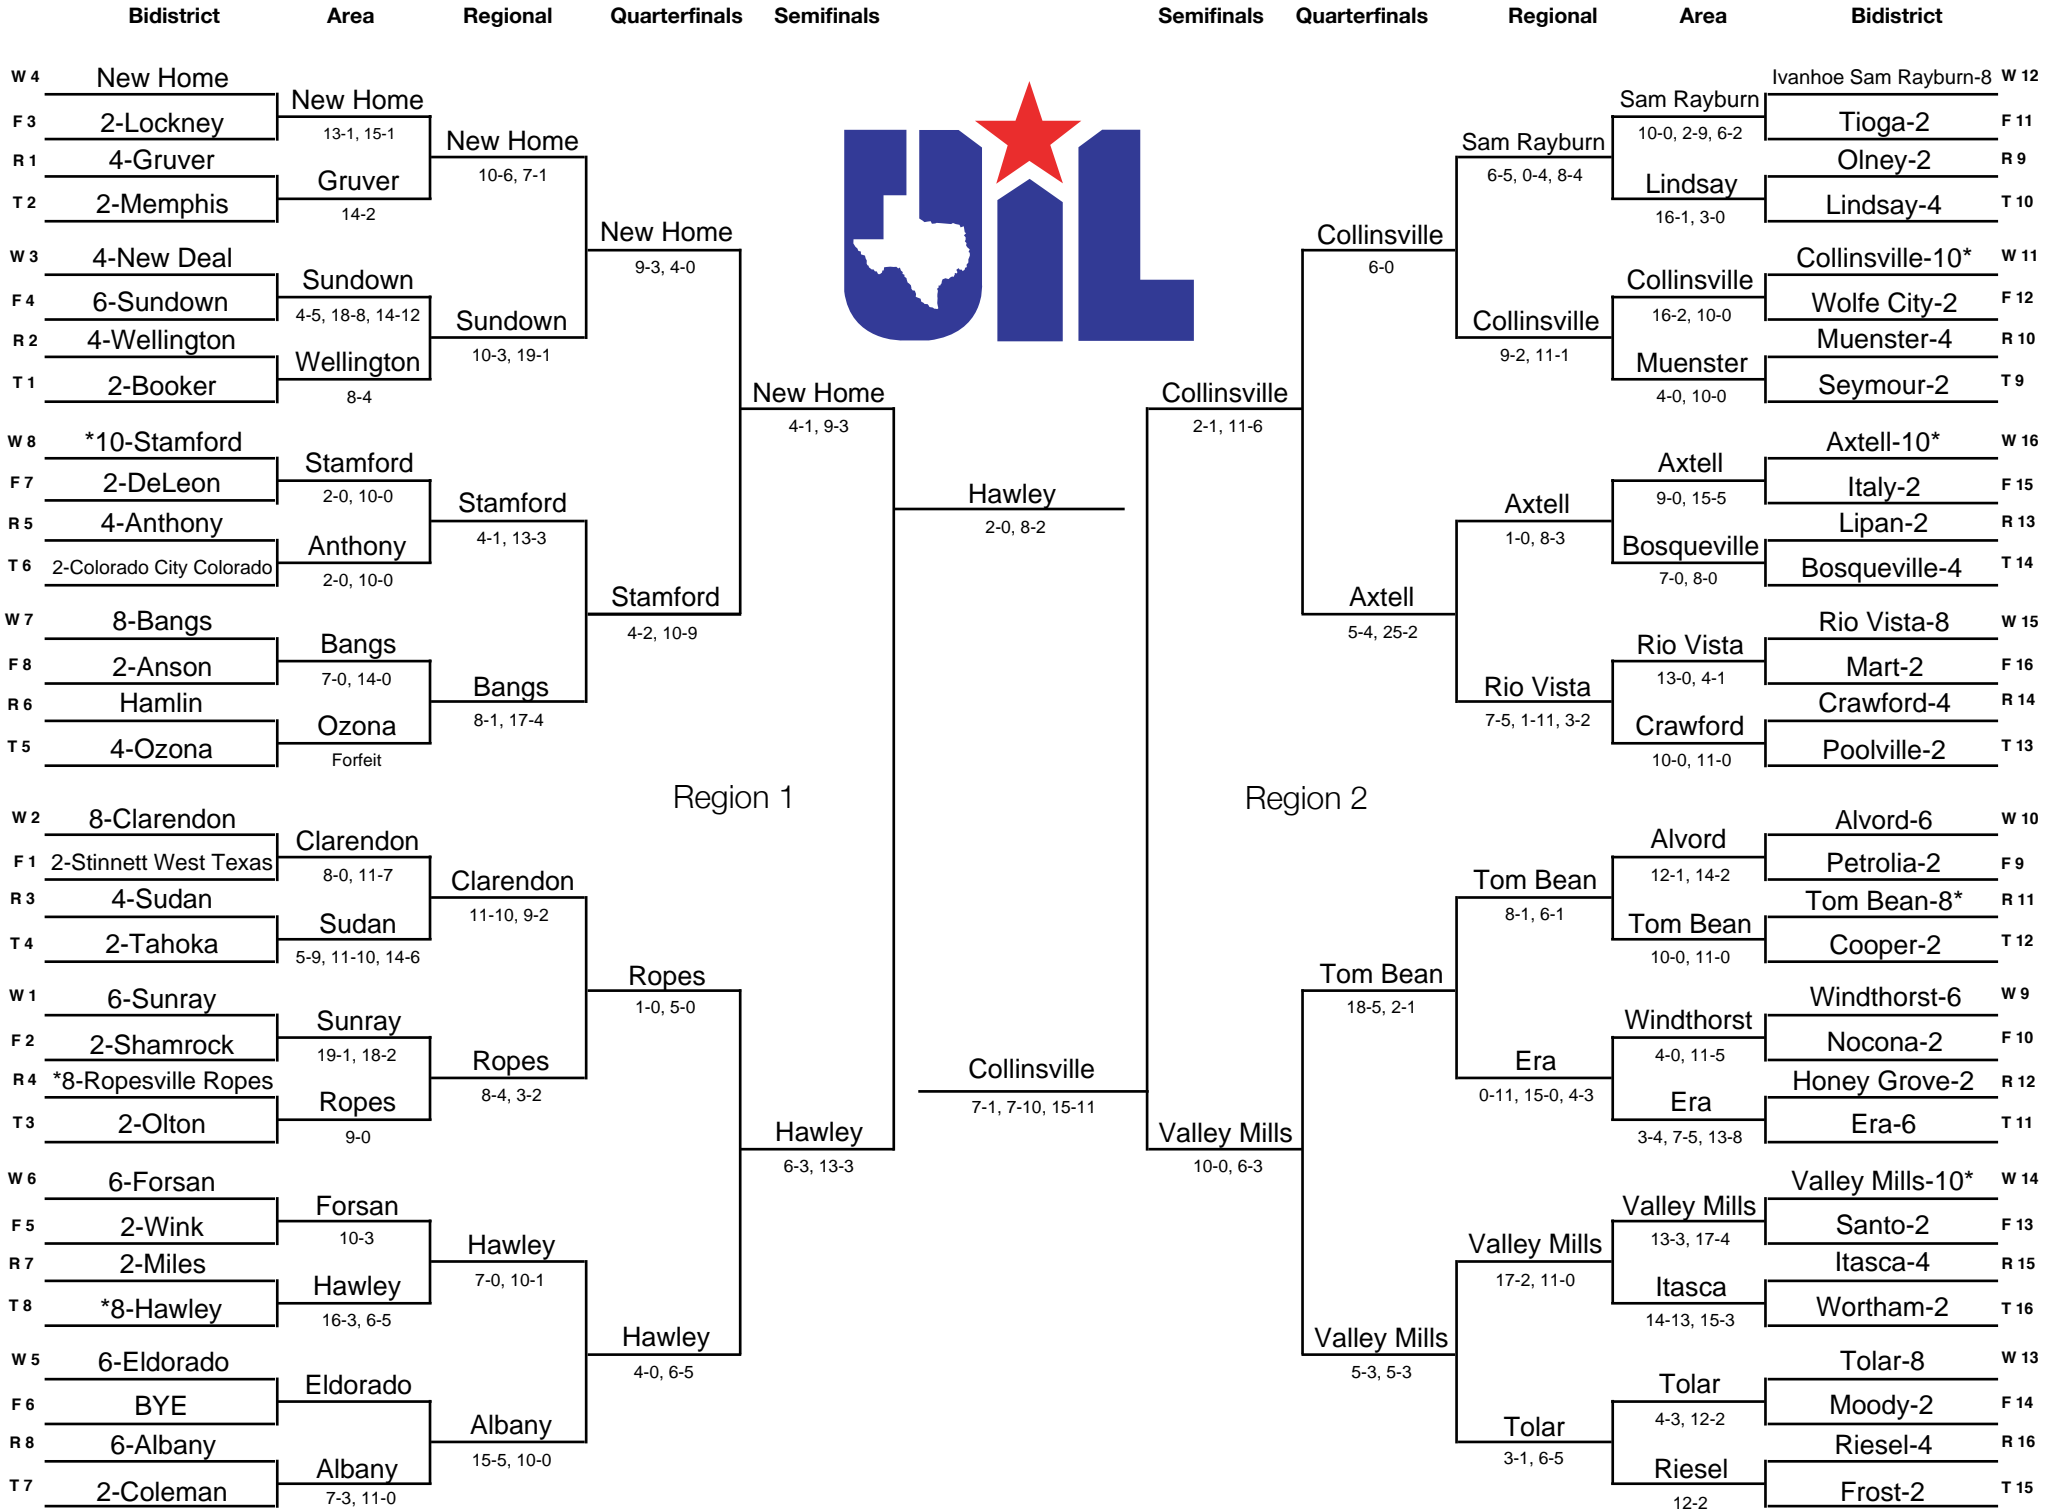 Bidistrict Area Regional Quarterfinals Semifinals Semifinals Quarterfinals Regional Area Bidistrict
W 4 New Home
New Home
F 3 2-Lockney
13-1, 15-1
New Home
R 1 4-Gruver
10-6, 7-1
Gruver
T 2 2-Memphis
14-2
New Home
9-3, 4-0
W 3 4-New Deal
Sundown
F 4 6-Sundown
4-5, 18-8, 14-12
Sundown
R 2 4-Wellington
10-3, 19-1
Wellington
T 1 2-Booker
8-4
New Home
4-1, 9-3
W 8 *10-Stamford
Stamford
F 7 2-DeLeon
2-0, 10-0
Stamford
R 5 4-Anthony
4-1, 13-3
Anthony
T 6 2-Colorado City Colorado
2-0, 10-0
Stamford
4-2, 10-9
W 7 8-Bangs
Bangs
F 8 2-Anson
7-0, 14-0
Bangs
R 6 Hamlin
8-1, 17-4
Ozona
T 5 4-Ozona
Forfeit
Region 1
W 2 8-Clarendon
Clarendon
F 1 2-Stinnett West Texas
8-0, 11-7
Clarendon
R 3 4-Sudan
11-10, 9-2
Sudan
T 4 2-Tahoka
5-9, 11-10, 14-6
Ropes
1-0, 5-0
W 1 6-Sunray
Sunray
F 2 2-Shamrock
19-1, 18-2
Ropes
R 4 *8-Ropesville Ropes
8-4, 3-2
Ropes
T 3 2-Olton
9-0
Hawley
6-3, 13-3
W 6 6-Forsan
Forsan
F 5 2-Wink
10-3
Hawley
R 7 2-Miles
7-0, 10-1
Hawley
T 8 *8-Hawley
16-3, 6-5
Hawley
4-0, 6-5
W 5 6-Eldorado
Eldorado
F 6 BYE
Albany
R 8 6-Albany
15-5, 10-0
Albany
T 7 2-Coleman
7-3, 11-0
UIL
Hawley
2-0, 8-2
Collinsville
7-1, 7-10, 15-11
Ivanhoe Sam Rayburn-8 W 12
Sam Rayburn
Tioga-2 F 11
10-0, 2-9, 6-2
Sam Rayburn
Olney-2 R 9
6-5, 0-4, 8-4
Lindsay
Lindsay-4 T 10
16-1, 3-0
Collinsville
6-0
Collinsville-10* W 11
Collinsville
Wolfe City-2 F 12
16-2, 10-0
Collinsville
Muenster-4 R 10
9-2, 11-1
Muenster
Seymour-2 T 9
4-0, 10-0
Collinsville
2-1, 11-6
Axtell-10* W 16
Axtell
Italy-2 F 15
9-0, 15-5
Axtell
Lipan-2 R 13
1-0, 8-3
Bosqueville
Bosqueville-4 T 14
7-0, 8-0
Axtell
5-4, 25-2
Rio Vista-8 W 15
Rio Vista
Mart-2 F 16
13-0, 4-1
Rio Vista
Crawford-4 R 14
7-5, 1-11, 3-2
Crawford
Poolville-2 T 13
10-0, 11-0
Region 2
Alvord-6 W 10
Alvord
Petrolia-2 F 9
12-1, 14-2
Tom Bean
Tom Bean-8* R 11
8-1, 6-1
Tom Bean
Cooper-2 T 12
10-0, 11-0
Tom Bean
18-5, 2-1
Windthorst-6 W 9
Windthorst
Nocona-2 F 10
4-0, 11-5
Era
Honey Grove-2 R 12
0-11, 15-0, 4-3
Era
Era-6 T 11
3-4, 7-5, 13-8
Valley Mills
10-0, 6-3
Valley Mills-10* W 14
Valley Mills
Santo-2 F 13
13-3, 17-4
Valley Mills
Itasca-4 R 15
17-2, 11-0
Itasca
Wortham-2 T 16
14-13, 15-3
Valley Mills
5-3, 5-3
Tolar-8 W 13
Tolar
Moody-2 F 14
4-3, 12-2
Tolar
Riesel-4 R 16
3-1, 6-5
Riesel
Frost-2 T 15
12-2